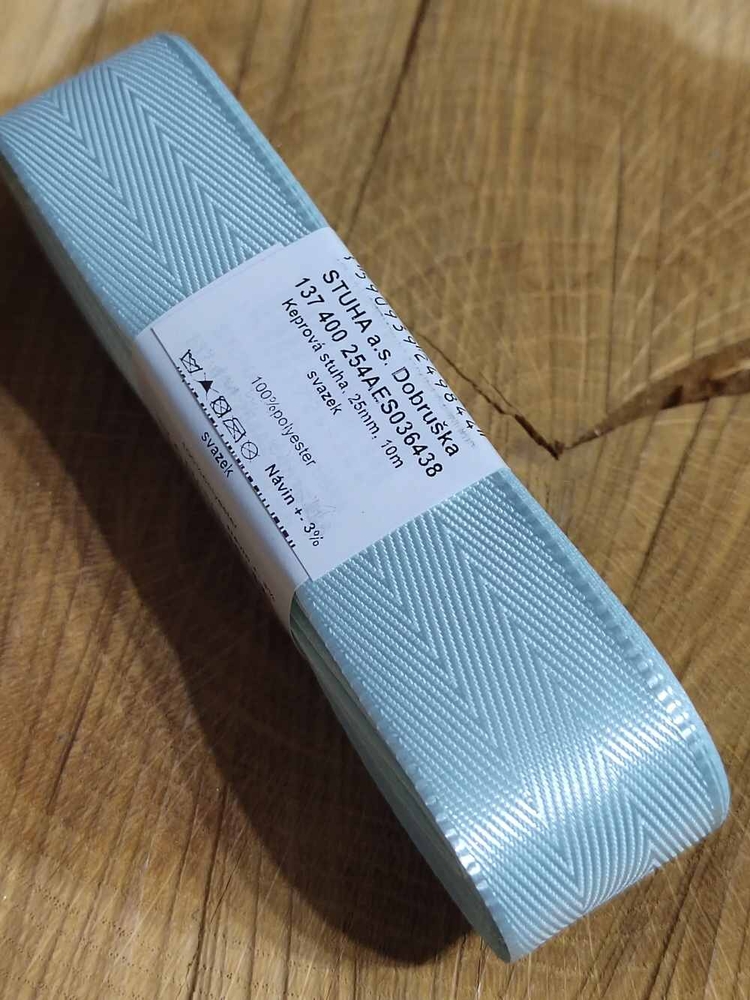 STUHA a.s. Dobruška
137 400 254AES036438
Keprová stuha, 25mm, 10m
svazek
100%polyester
Návin +- 3%
svazek